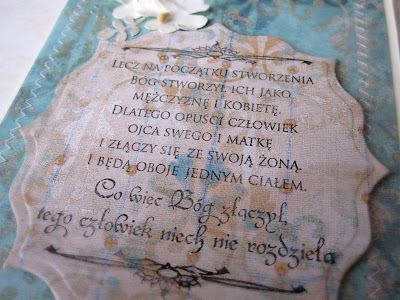 LECZ NA POCZĄTKU STWORZENIA
BÓG STWORZYŁ ICH JAKO
MĘŻCZYZNĘ I KOBIETĘ.
DLATEGO OPUŚCI CZŁOWIEK
OJCA SWEGO I MATKĘ
I ZŁĄCZY SIĘ ZE SWOJĄ ŻONĄ.
I BĘDĄ OBOJE JEDNYM CIAŁEM.
Co więc Bóg złączył,
tego człowiek niech nie rozdziela